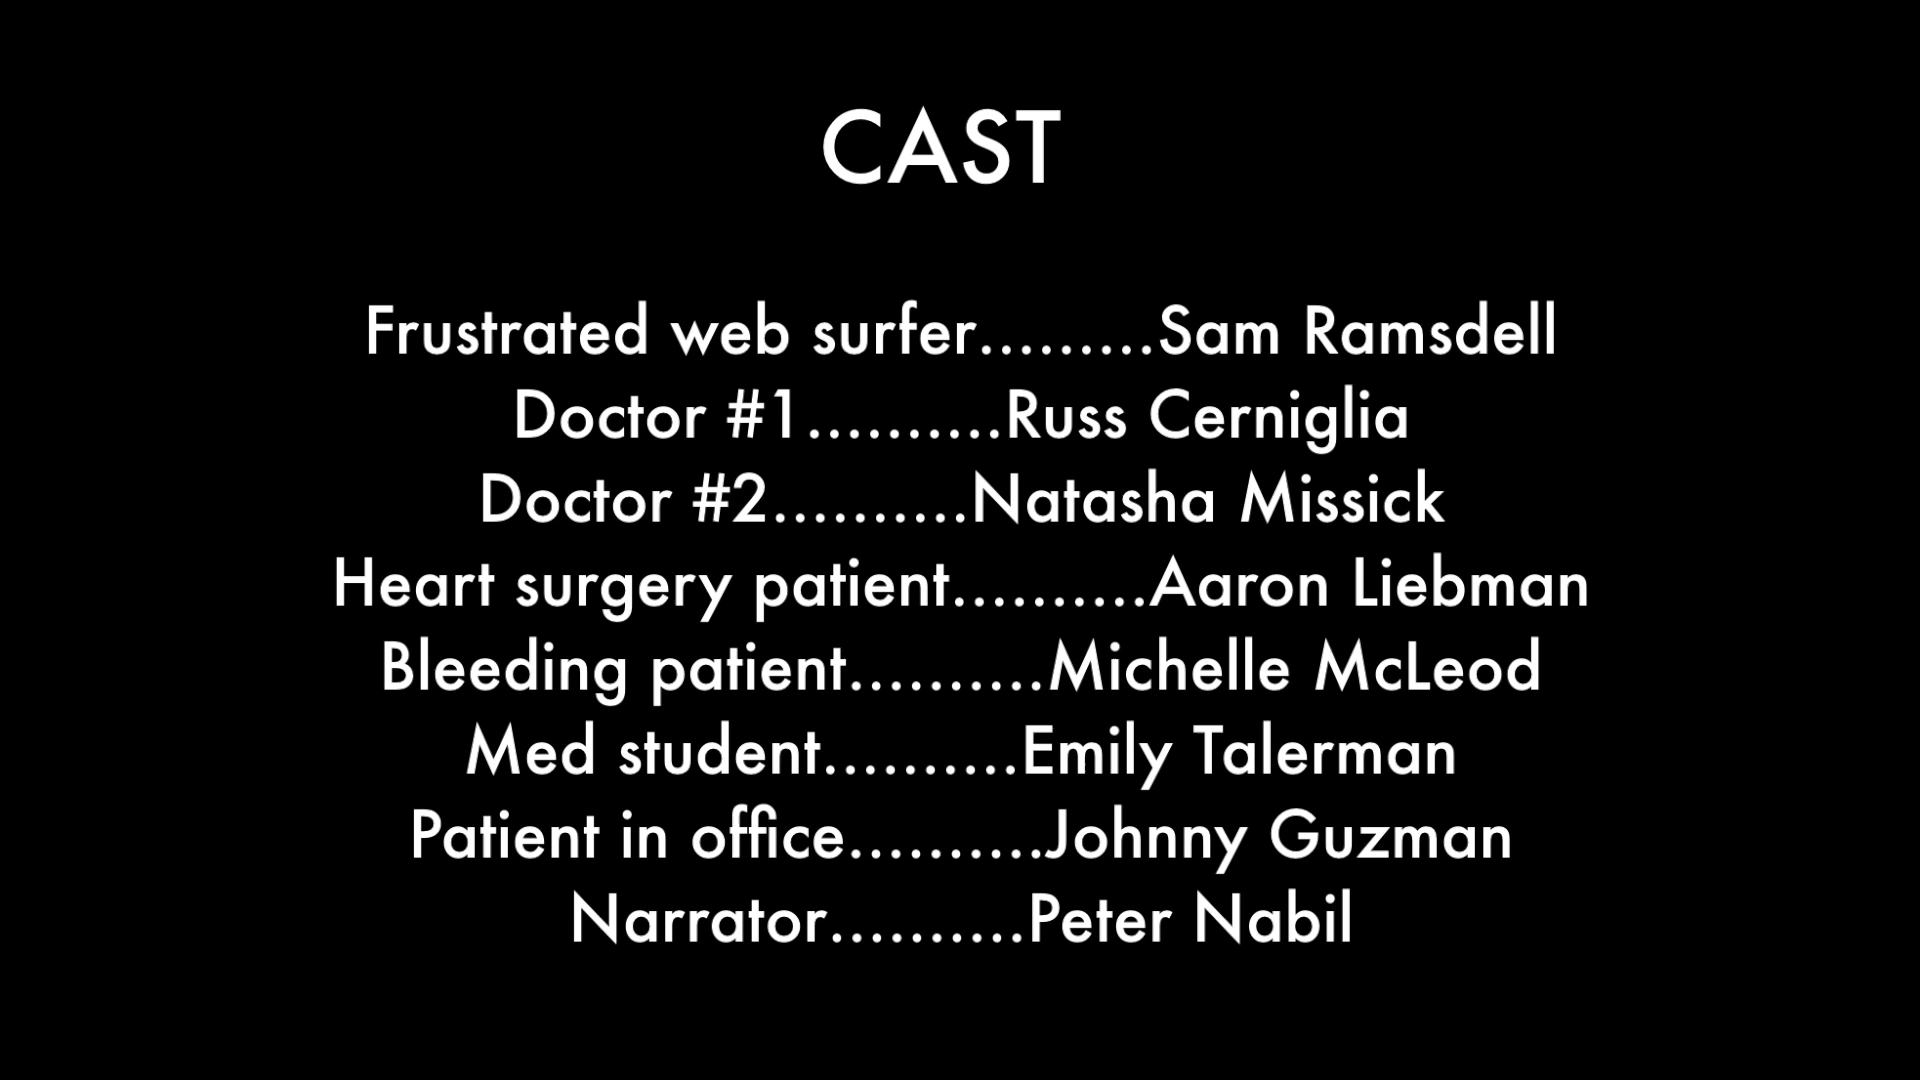 CAST
Frustrated web surfer.........Sam Ramsdell
Doctor #1..........Russ Cerniglia
Doctor #2..........Natasha Missick
Heart surgery patient..........Aaron Liebman
Bleeding patient..........Michelle McLeod
Med student..........Emily Talerman
Patient in office..........Johnny Guzman
Narrator..........Peter Nabil